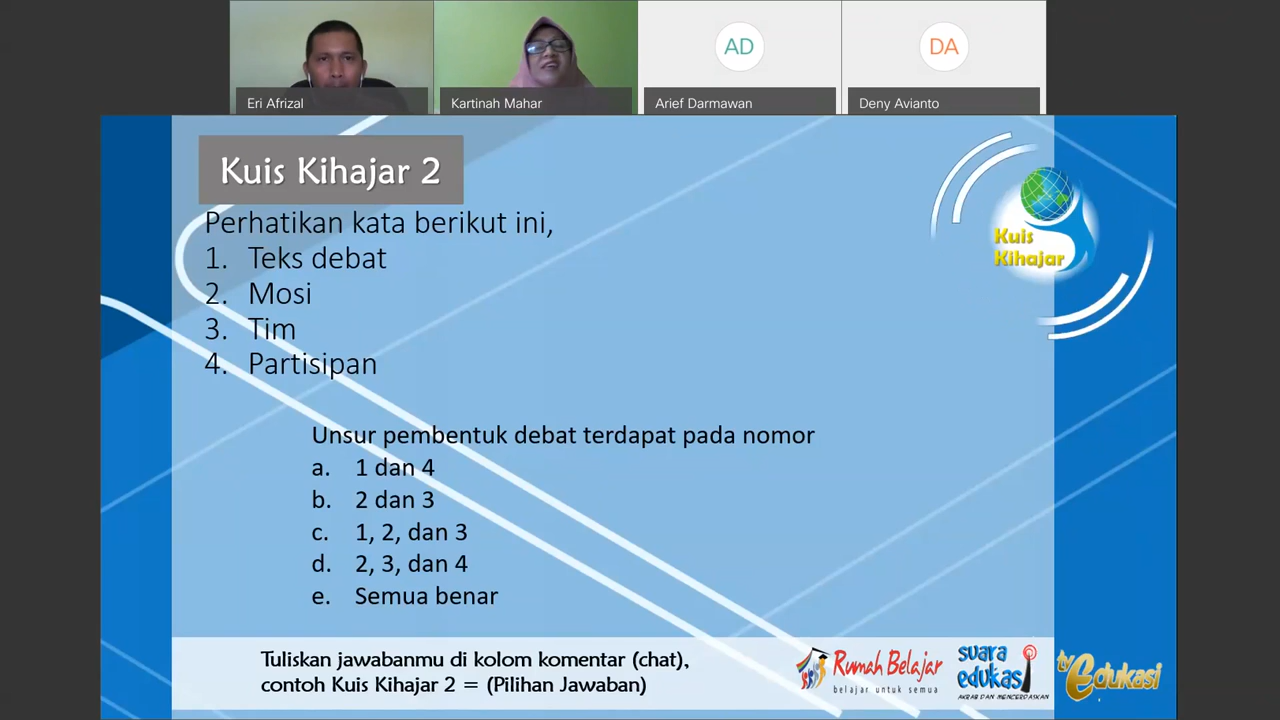 Eri Afrizal
Kartinah Mahar
AD
Arief Darmawan
DA
Deny Avianto
Kuis Kihajar 2
Kuis
Kihajar
Perhatikan kata berikut ini,
1. Teks debat
2. Mosi
3. Tim
4. Partisipan
Unsur pembentuk debat terdapat pada nomor
a. 1 dan 4
b. 2 dan 3
c. 1, 2, dan 3
d. 2, 3, dan 4
e. Semua benar
Tuliskan jawabanmu di kolom komentar (chat),
contoh Kuis Kihajar 2 = (Pilihan Jawaban)
Rumah Belajar
belajar untuk semua
suara
edukasi
AKRAB DAN MENCERDASKAN
tv edukasi